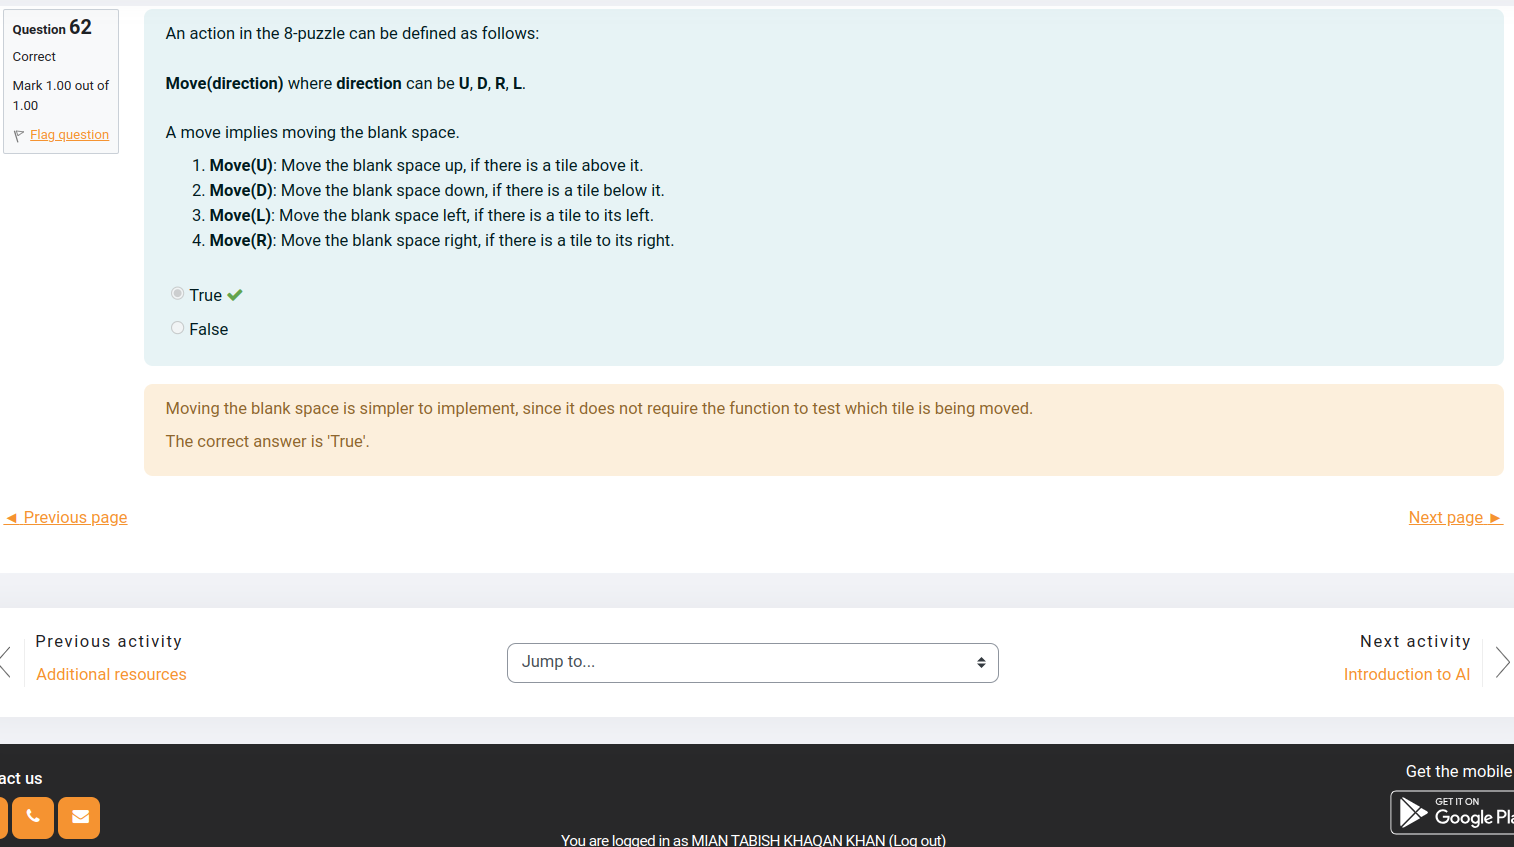 Question 62
Correct
Mark 1.00 out of
1.00
Flag question
An action in the 8-puzzle can be defined as follows:
Move(direction) where direction can be U, D, R, L.
A move implies moving the blank space.
1. Move(U): Move the blank space up, if there is a tile above it.
2. Move(D): Move the blank space down, if there is a tile below it.
3. Move(L): Move the blank space left, if there is a tile to its left.
4. Move(R): Move the blank space right, if there is a tile to its right.
True
False
Moving the blank space is simpler to implement, since it does not require the function to test which tile is being moved.
The correct answer is 'True'.
◄ Previous page
Next page ►
Previous activity
Additional resources
Jump to...
Next activity
Introduction to AI
act us
Get the mobile
GET IT ON
Google Pla
You are logged in as MIAN TABISH KHAQAN KHAN (Log out)